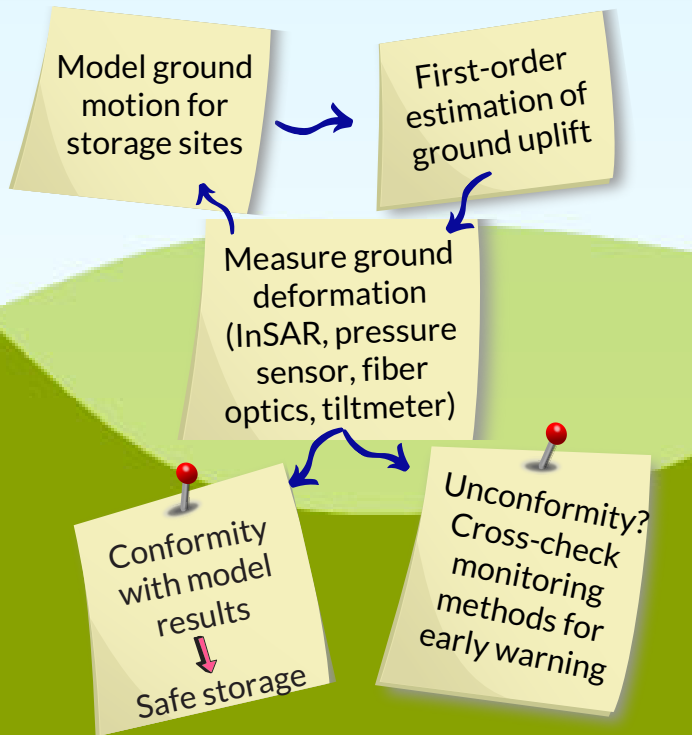 Model ground
motion for
storage sites
First-order
estimation of
ground uplift
Measure ground
deformation
(InSAR, pressure
sensor, fiber
optics, tiltmeter)
Conformity
with model
results
Safe storage
Unconformity?
Cross-check
monitoring
methods for
early warning